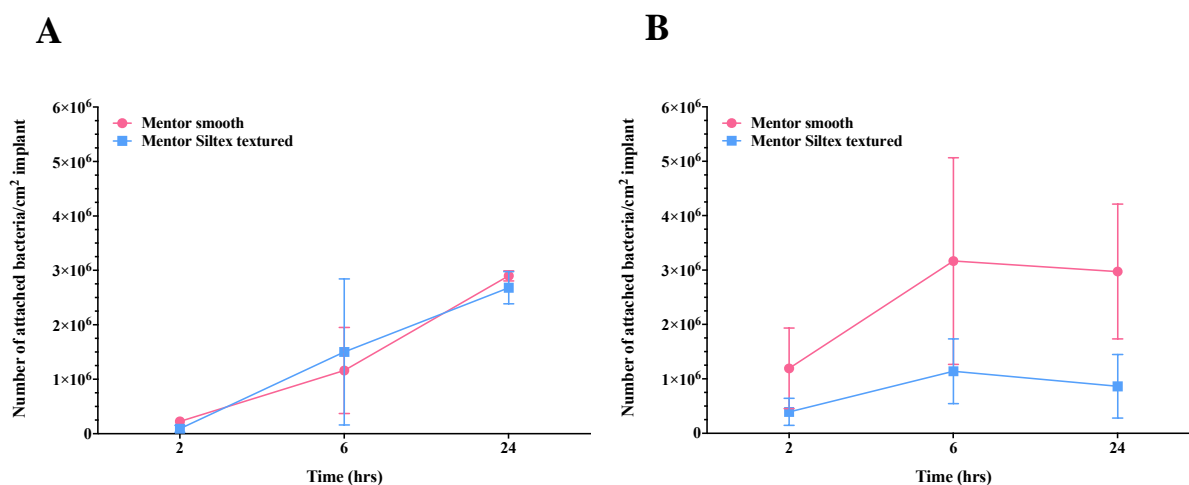 A
Number of attached bacteria/cm² implant
6×10⁶
5×10⁶
4×10⁶
3×10⁶
2×10⁶
1×10⁶
0
Mentor smooth
Mentor Siltex textured
2
6
24
Time (hrs)
B
Number of attached bacteria/cm² implant
6×10⁶
5×10⁶
4×10⁶
3×10⁶
2×10⁶
1×10⁶
0
Mentor smooth
Mentor Siltex textured
2
6
24
Time (hrs)